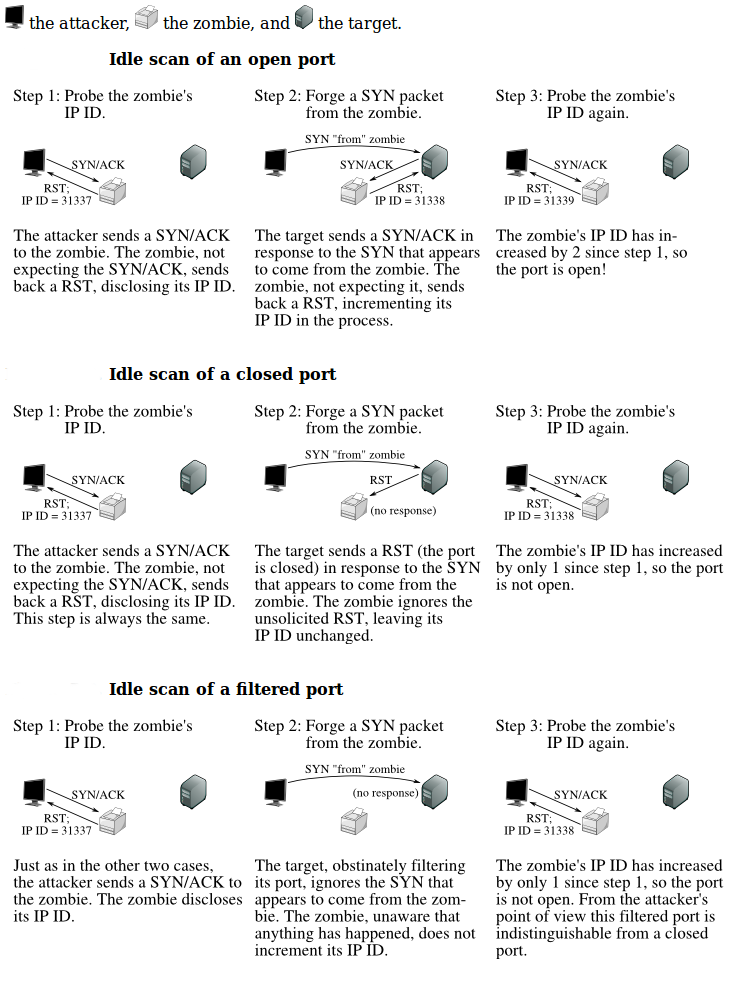 the attacker, the zombie, and the target.
Idle scan of an open port
Step 1: Probe the zombie's
IP ID.
SYN/ACK
RST;
IP ID = 31337
The attacker sends a SYN/ACK
to the zombie. The zombie, not
expecting the SYN/ACK, sends
back a RST, disclosing its IP ID.
Step 2: Forge a SYN packet
from the zombie.
SYN "from" zombie
SYN/ACK
RST;
IP ID = 31338
The target sends a SYN/ACK in
response to the SYN that appears
to come from the zombie. The
zombie, not expecting it, sends
back a RST, incrementing its
IP ID in the process.
Step 3: Probe the zombie's
IP ID again.
SYN/ACK
RST;
IP ID = 31339
The zombie's IP ID has in-
creased by 2 since step 1, so
the port is open!
Idle scan of a closed port
Step 1: Probe the zombie's
IP ID.
SYN/ACK
RST;
IP ID = 31337
The attacker sends a SYN/ACK
to the zombie. The zombie, not
expecting the SYN/ACK, sends
back a RST, disclosing its IP ID.
This step is always the same.
Step 2: Forge a SYN packet
from the zombie.
SYN "from" zombie
RST
(no response)
The target sends a RST (the port
is closed) in response to the SYN
that appears to come from the
zombie. The zombie ignores the
unsolicited RST, leaving its
IP ID unchanged.
Step 3: Probe the zombie's
IP ID again.
SYN/ACK
RST;
IP ID = 31338
The zombie's IP ID has increased
by only 1 since step 1, so the port
is not open.
Idle scan of a filtered port
Step 1: Probe the zombie's
IP ID.
SYN/ACK
RST;
IP ID = 31337
Just as in the other two cases,
the attacker sends a SYN/ACK to
the zombie. The zombie discloses
its IP ID.
Step 2: Forge a SYN packet
from the zombie.
SYN "from" zombie
(no response)
The target, obstinately filtering
its port, ignores the SYN that
appears to come from the zom-
bie. The zombie, unaware that
anything has happened, does not
increment its IP ID.
Step 3: Probe the zombie's
IP ID again.
SYN/ACK
RST;
IP ID = 31338
The zombie's IP ID has increased
by only 1 since step 1, so the port
is not open. From the attacker's
point of view this filtered port is
indistinguishable from a closed
port.